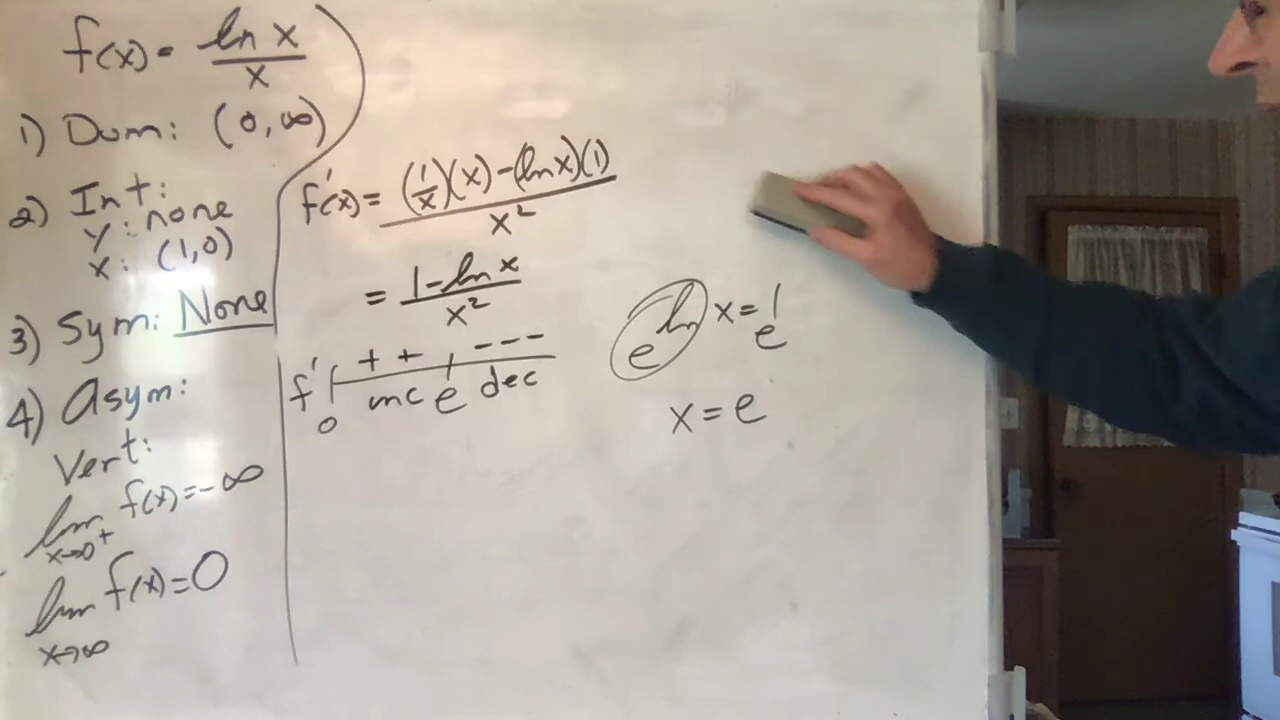 f(x) = ln x / x
1) Dom: (0, ∞)
2) Int:
y: none
x: (1,0)
3) Sym: None
4) Asym:
Vert:
lim x→0⁺ f(x) = -∞
lim x→∞ f(x) = 0
f'(x) = (1/x)(x) - (ln x)(1) / x²
= 1 - ln x / x²
+ + - - -
f' 0 inc e dec
e^ln x = e^1
x = e